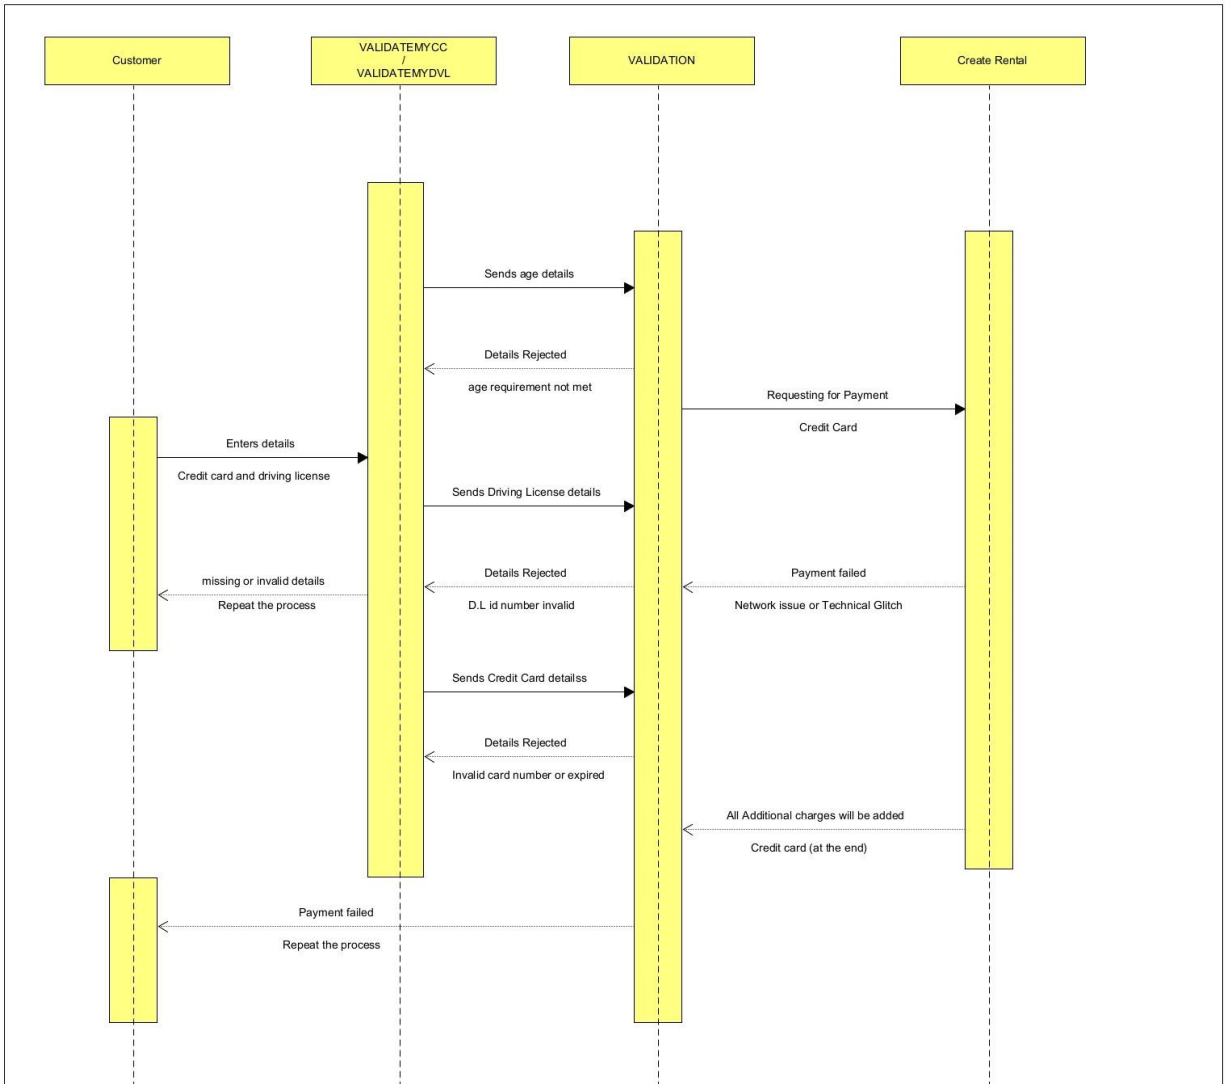 Customer
VALIDATEMYCC
/
VALIDATEMYDVL
VALIDATION
Create Rental
Sends age details
Details Rejected
age requirement not met
Requesting for Payment
Credit Card
Enters details
Credit card and driving license
Sends Driving License details
Details Rejected
D.L id number invalid
Payment failed
Network issue or Technical Glitch
missing or invalid details
Repeat the process
Sends Credit Card detailss
Details Rejected
Invalid card number or expired
All Additional charges will be added
Credit card (at the end)
Payment failed
Repeat the process